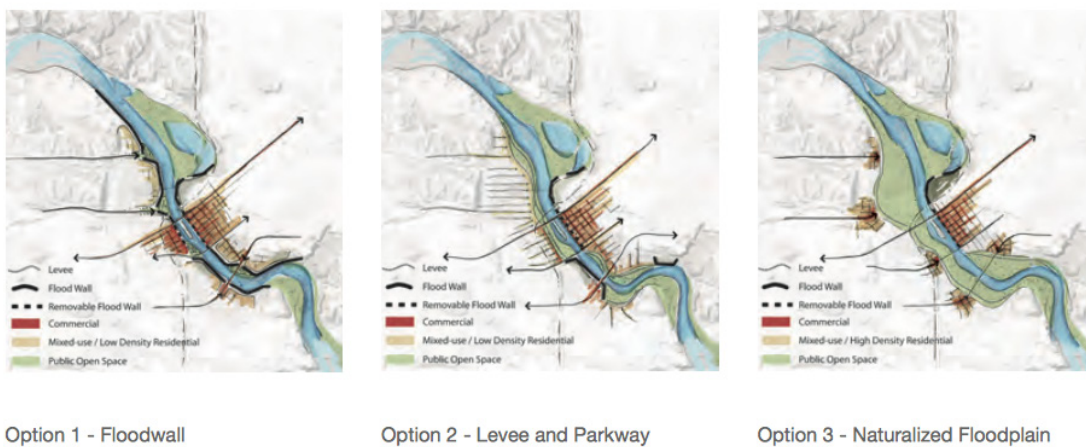 Levee
Flood Wall
Removable Flood Wall
Commercial
Mixed-use / Low Density Residential
Public Open Space
Option 1 - Floodwall
Levee
Flood Wall
Removable Flood Wall
Commercial
Mixed-use / Low Density Residential
Public Open Space
Option 2 - Levee and Parkway
Levee
Flood Wall
Removable Flood Wall
Commercial
Mixed-use / High Density Residential
Public Open Space
Option 3 - Naturalized Floodplain